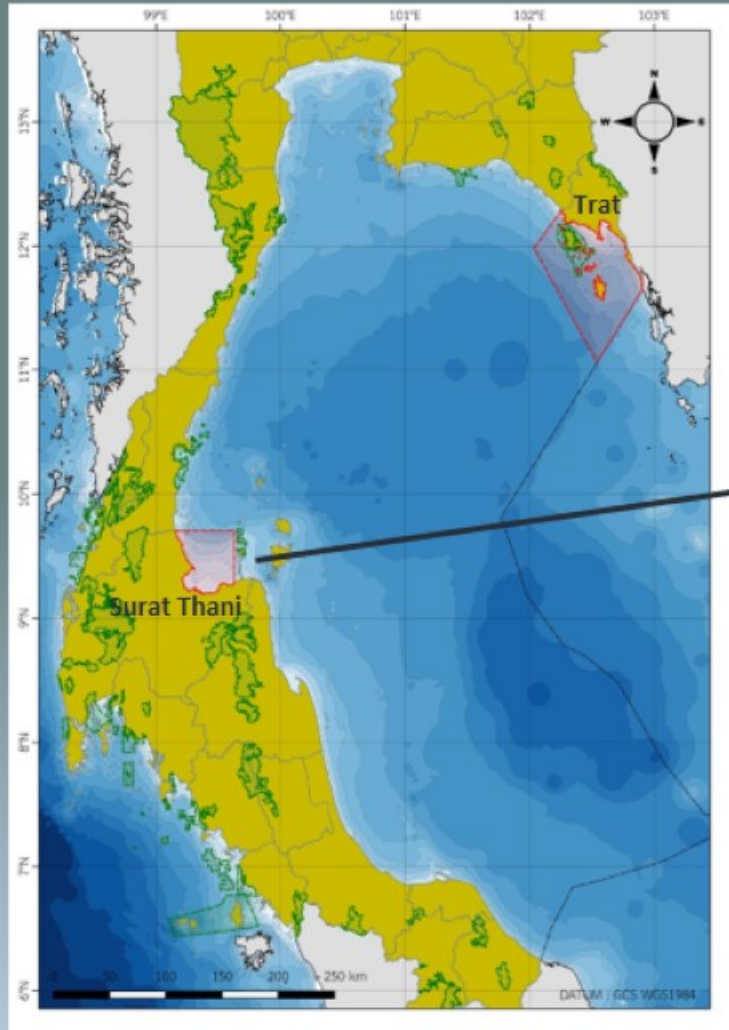 99°E 100°E 101°E 102°E 103°E
N
W E
S
13°N
Trat
12°N
11°N
10°N
Surat Thani
9°N
8°N
7°N
0 50 100 150 200 250 km
6°N
DATUM : GCS WGS1984